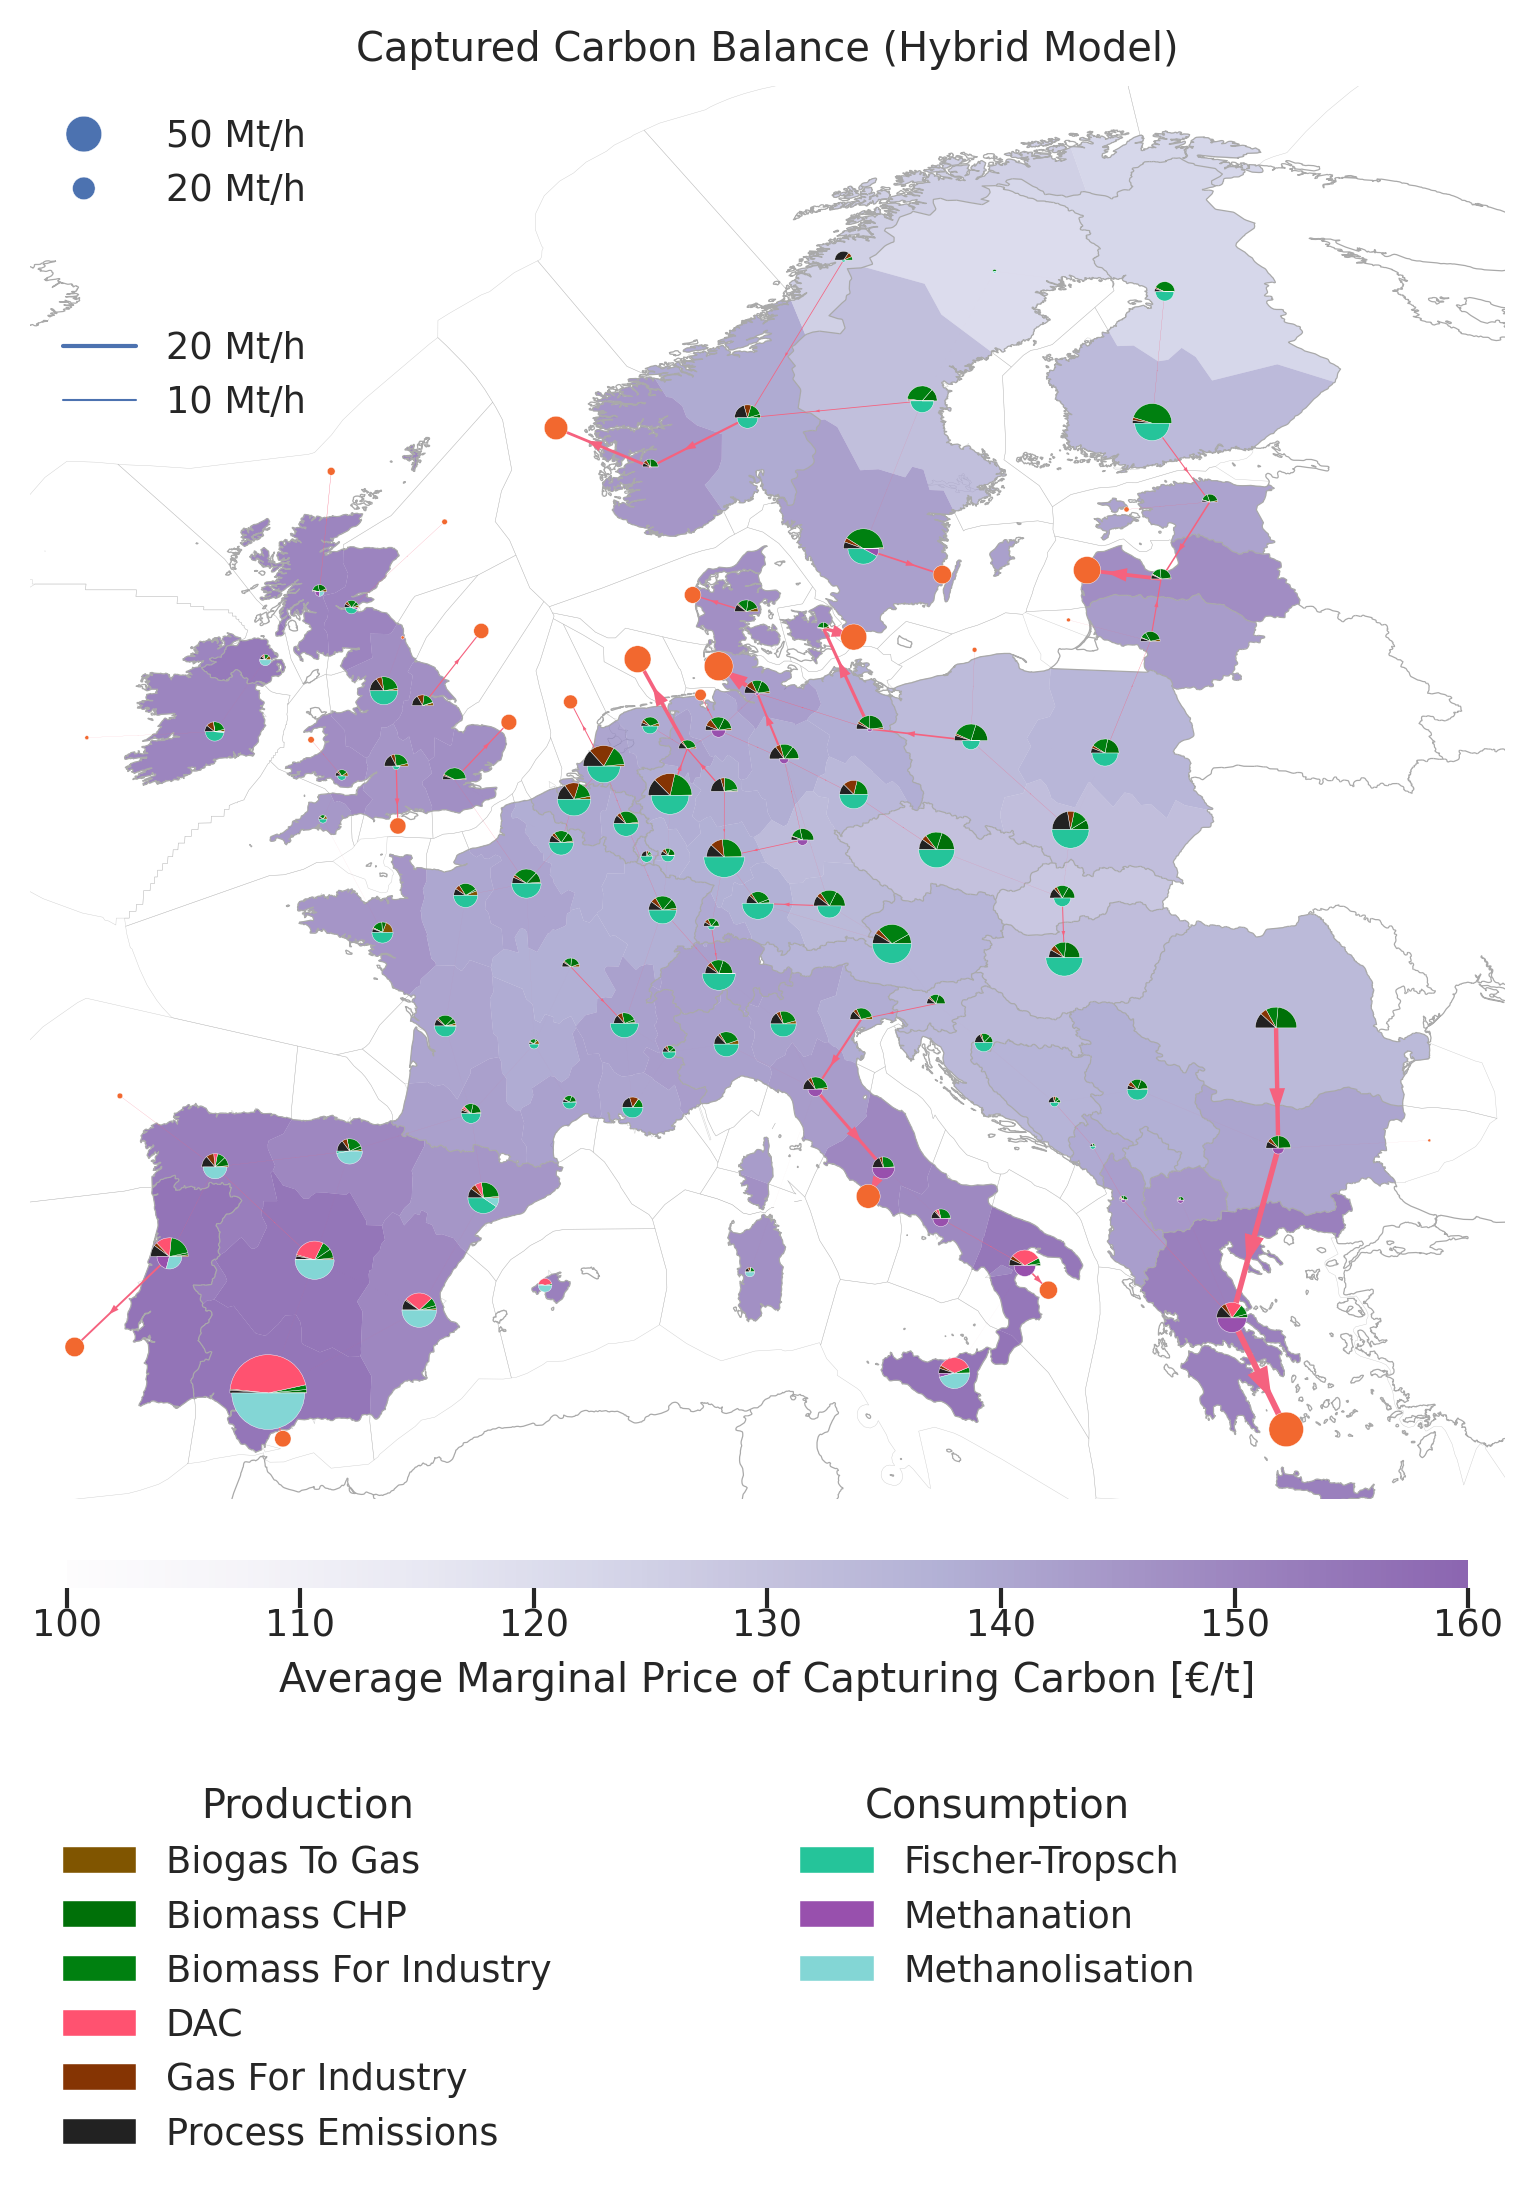 Captured Carbon Balance (Hybrid Model)
50 Mt/h
20 Mt/h
20 Mt/h
10 Mt/h
100 110 120 130 140 150 160
Average Marginal Price of Capturing Carbon [€/t]
Production
Biogas To Gas
Biomass CHP
Biomass For Industry
DAC
Gas For Industry
Process Emissions
Consumption
Fischer-Tropsch
Methanation
Methanolisation